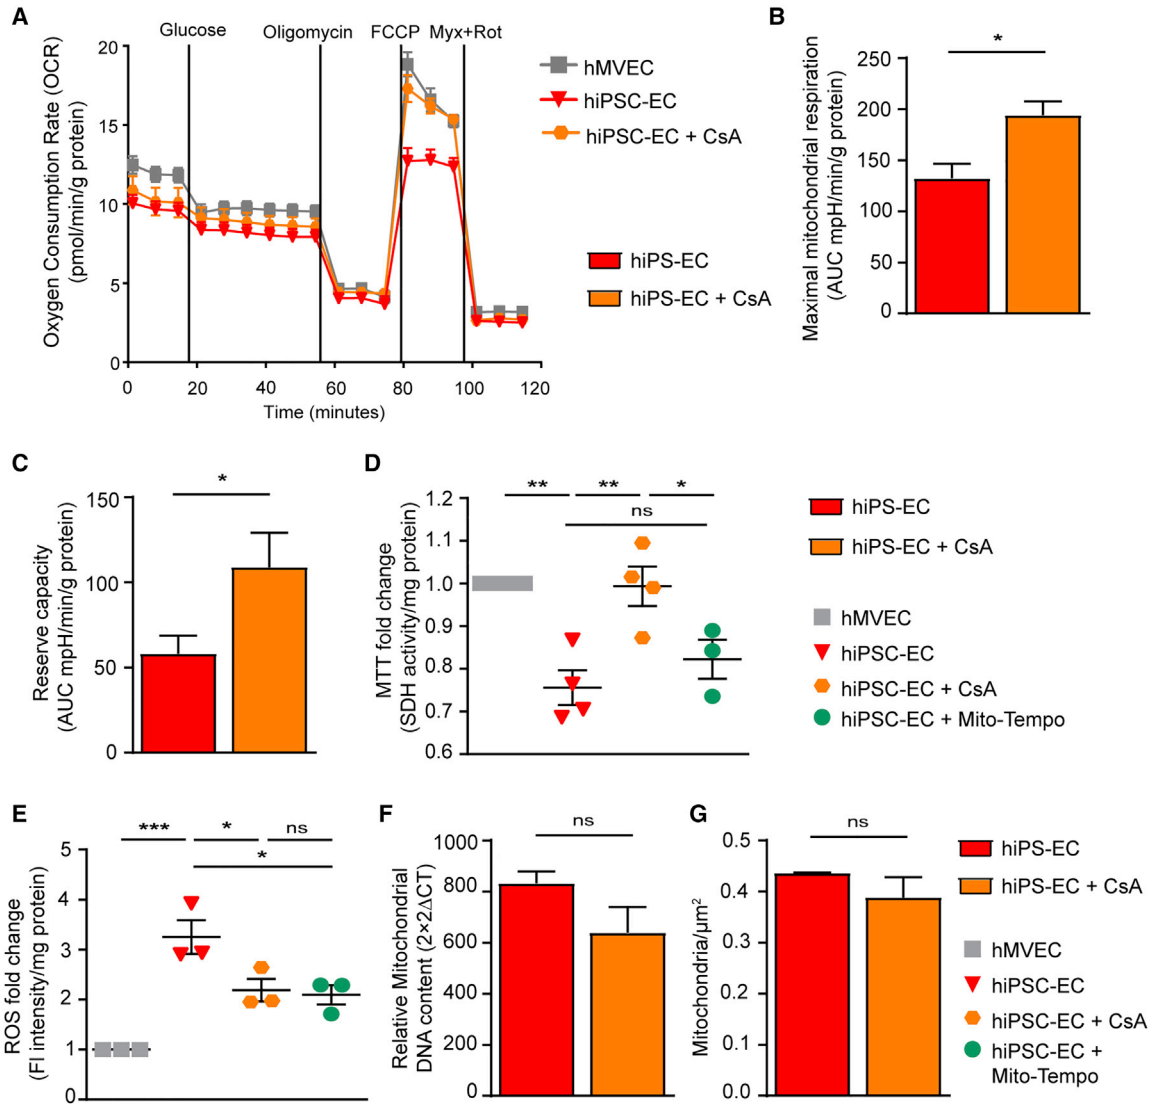 A
Glucose
Oligomycin
FCCP
Myx+Rot
Oxygen Consumption Rate (OCR)
(pmol/min/g protein)
20
15
10
5
0
0 20 40 60 80 100 120
Time (minutes)
hMVEC
hiPSC-EC
hiPSC-EC + CsA
hiPS-EC
hiPS-EC + CsA
B
*
Maximal mitochondrial respiration
(AUC mpH/min/g protein)
250
200
150
100
50
0
C
*
Reserve capacity
(AUC mpH/min/g protein)
150
100
50
0
D
** ** *
ns
MTT fold change
(SDH activity/mg protein)
1.2
1.1
1.0
0.9
0.8
0.7
0.6
hiPS-EC
hiPS-EC + CsA
hMVEC
hiPSC-EC
hiPSC-EC + CsA
hiPSC-EC + Mito-Tempo
E
*** * ns
*
ROS fold change
(FI intensity/mg protein)
5
4
3
2
1
0
F
ns
Relative Mitochondrial
DNA content (2×2ΔCT)
1000
800
600
400
200
0
G
ns
Mitochondria/µm²
0.5
0.4
0.3
0.2
0.1
0.0
hiPS-EC
hiPS-EC + CsA
hMVEC
hiPSC-EC
hiPSC-EC + CsA
hiPSC-EC +
Mito-Tempo